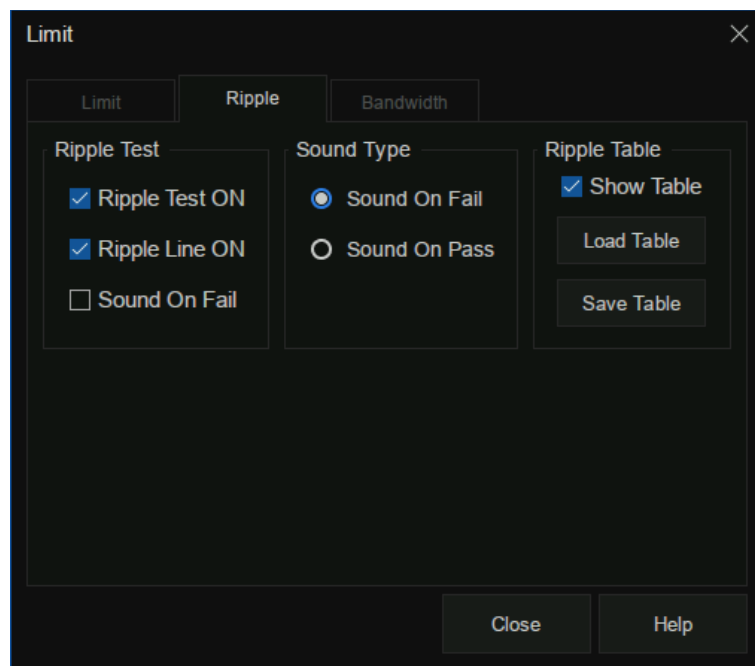 Limit
Limit
Ripple
Bandwidth
Ripple Test
Ripple Test ON
Ripple Line ON
Sound On Fail
Sound Type
Sound On Fail
Sound On Pass
Ripple Table
Show Table
Load Table
Save Table
Close
Help